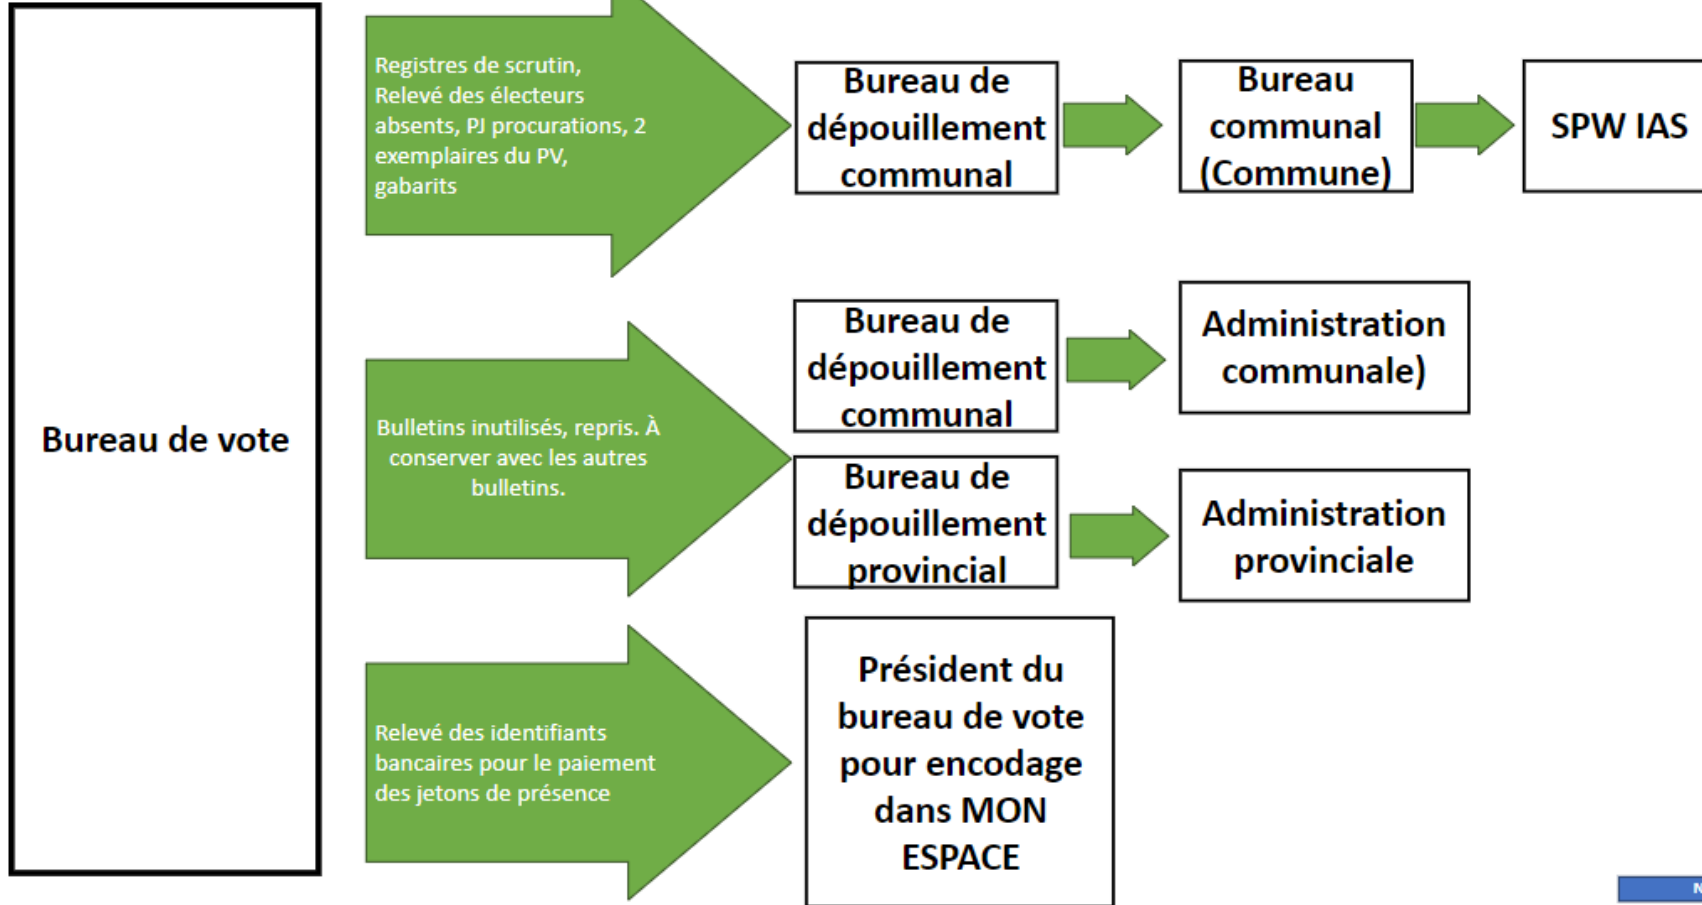 Bureau de vote
Registres de scrutin,
Relevé des électeurs
absents, PJ procurations, 2
exemplaires du PV,
gabarits
Bureau de
dépouillement
communal
Bureau
communal
(Commune)
SPW IAS
Bulletins inutilisés, repris. À
conserver avec les autres
bulletins.
Bureau de
dépouillement
communal
Administration
communale)
Bureau de
dépouillement
provincial
Administration
provinciale
Relevé des identifiants
bancaires pour le paiement
des jetons de présence
Président du
bureau de vote
pour encodage
dans MON
ESPACE